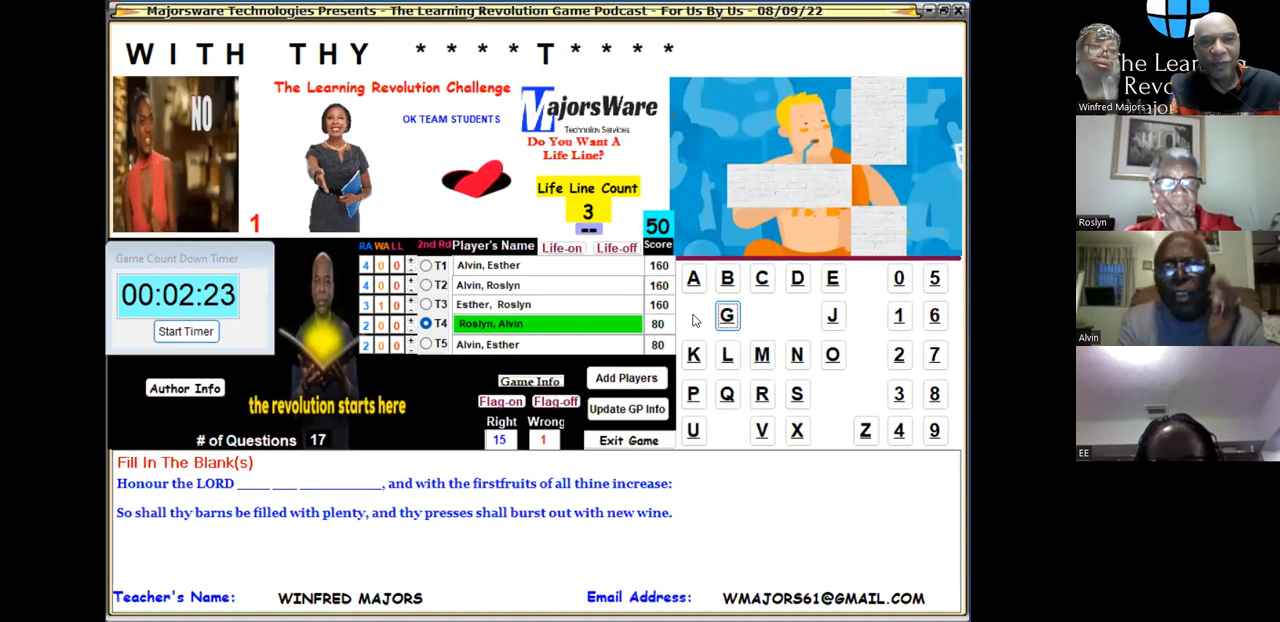 Majorsware Technologies Presents - The Learning Revolution Game Podcast - For Us By Us - 08/09/22
WITH THY ****T****
NO
1
The Learning Revolution Challenge
OK TEAM STUDENTS
MajorsWare
Technology Services
Do You Want A
Life Line?
Life Line Count
3
--
50
Game Count Down Timer
00:02:23
Start Timer
RA WA LL 2nd Rd Player's Name Life-on Life-off Score
4 0 0 + - T1 Alvin, Esther 160
4 0 0 + - T2 Alvin, Roslyn 160
3 1 0 + - T3 Esther, Roslyn 160
2 0 0 + - T4 Roslyn, Alvin 80
2 0 0 + - T5 Alvin, Esther 80
Author Info
the revolution starts here
# of Questions 17
Game Info
Flag-on Flag-off
Right Wrong
15 1
Add Players
Update GP Info
Exit Game
A B C D E 0 5
G J 1 6
K L M N O 2 7
P Q R S 3 8
U V X Z 4 9
Fill In The Blank(s)
Honour the LORD ____ ___ _____________, and with the firstfruits of all thine increase:
So shall thy barns be filled with plenty, and thy presses shall burst out with new wine.
Teacher's Name: WINFRED MAJORS Email Address: WMAJORS61@GMAIL.COM
The Lear
Revo
Major
Winfred Majors
Roslyn
Alvin
EE